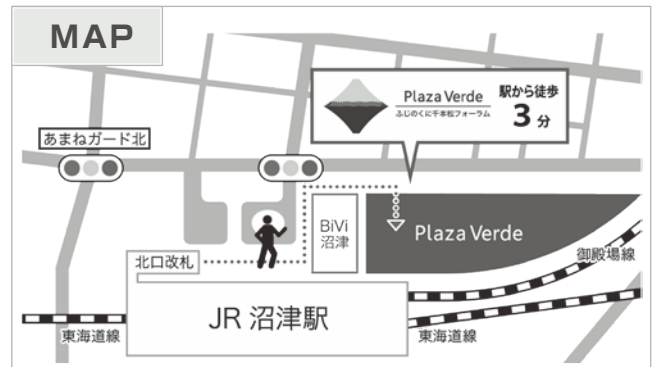 MAP
Plaza Verde
ふじのくに千本松フォーラム
駅から徒歩
3分
あまねガード北
BiVi
沼津
Plaza Verde
北口改札
御殿場線
JR 沼津駅
東海道線
東海道線